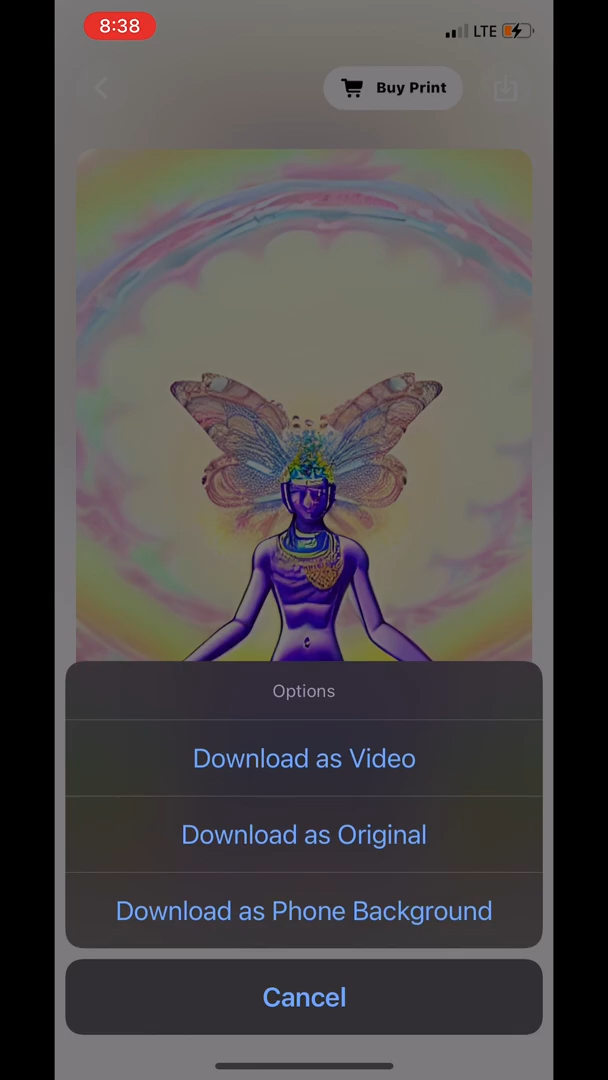 8:38
LTE
Buy Print
Options
Download as Video
Download as Original
Download as Phone Background
Cancel